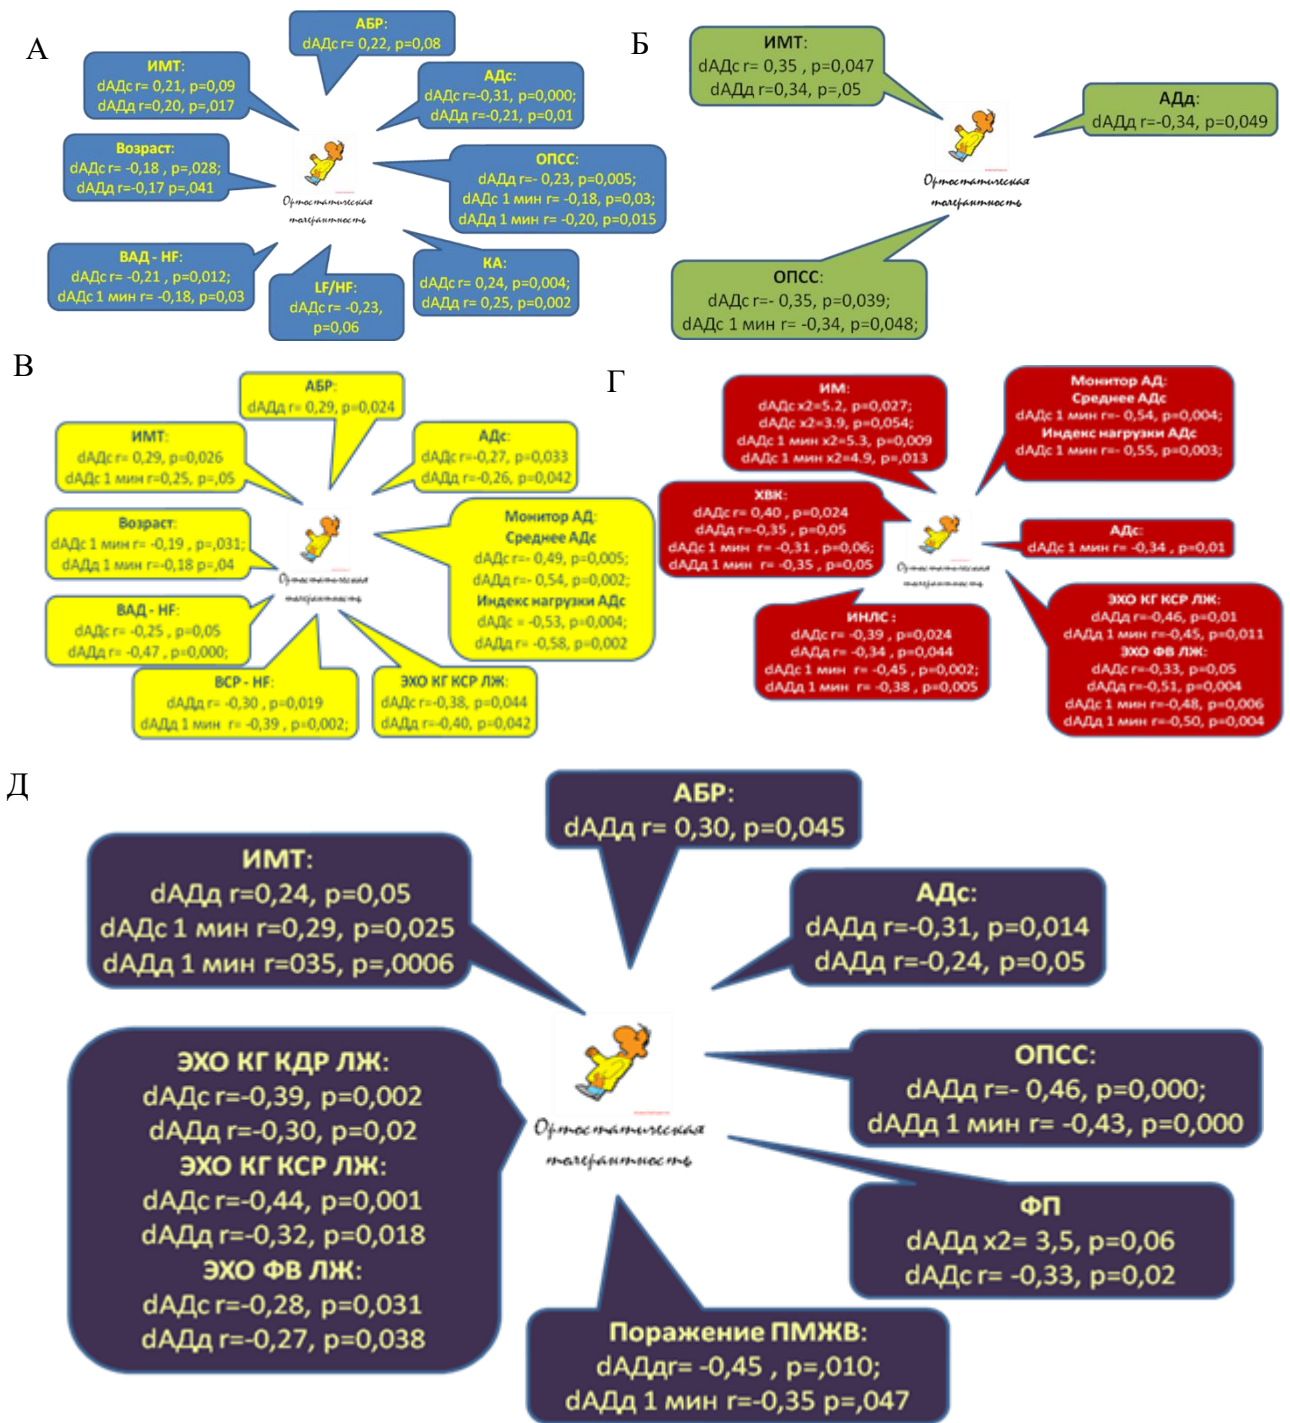 А
АБР:
dАДс r= 0,22, p=0,08
ИМТ:
dАДс r= 0,21, p=0,09
dАДд r=0,20, p=,017
АДс:
dАДс r=-0,31, p=0,000;
dАДд r=-0,21, p=0,01
Возраст:
dАДс r= -0,18 , p=,028;
dАДд r=-0,17 p=,041
ОПСС:
dАДд r=- 0,23, p=0,005;
dАДс 1 мин r= -0,18, p=0,03;
dАДд 1 мин r= -0,20, p=0,015
Ортостатическая
толерантность
ВАД - HF:
dАДс r= -0,21 , p=0,012;
dАДс 1 мин r= -0,18, p=0,03
LF/HF:
dАДс r= -0,23,
p=0,06
КА:
dАДс r= 0,24, p=0,004;
dАДд r= 0,25, p=0,002
Б
ИМТ:
dАДс r= 0,35 , p=0,047
dАДд r=0,34, p=,05
АДд:
dАДд r=-0,34, p=0,049
Ортостатическая
толерантность
ОПСС:
dАДс r=- 0,35, p=0,039;
dАДс 1 мин r= -0,34, p=0,048;
В
АБР:
dАДд r= 0,29, p=0,024
ИМТ:
dАДс r= 0,29, p=0,026
dАДс 1 мин r=0,25, p=,05
АДс:
dАДс r=-0,27, p=0,033
dАДд r=-0,26, p=0,042
Возраст:
dАДс 1 мин r= -0,19 , p=,031;
dАДд 1 мин r=-0,18 p=,04
Монитор АД:
Среднее АДс
dАДс r=- 0,49, p=0,005;
dАДд r=- 0,54, p=0,002;
Индекс нагрузки АДс
dАДс = -0,53, p=0,004;
dАДд r= -0,58, p=0,002
Ортостатическая
толерантность
ВАД - HF:
dАДс r= -0,25 , p=0,05
dАДд r= -0,47 , p=0,000;
ВСР - HF:
dАДд r= -0,30 , p=0,019
dАДд 1 мин r= -0,39 , p=0,002;
ЭХО КГ КСР ЛЖ:
dАДс r=-0,38, p=0,044
dАДд r=-0,40, p=0,042
Г
ИМ:
dАДс x2=5.2, p=0,027;
dАДс x2=3.9, p=0,054;
dАДс 1 мин x2=5.3, p=0,009
dАДс 1 мин x2=4.9, p=,013
Монитор АД:
Среднее АДс
dАДс 1 мин r=- 0,54, p=0,004;
Индекс нагрузки АДс
dАДс 1 мин r=- 0,55, p=0,003;
ХВК:
dАДс r= 0,40 , p=0,024
dАДд r=-0,35 , p=0,05
dАДс 1 мин r= -0,31 , p=0,06;
dАДд 1 мин r= -0,35 , p=0,05
АДс:
dАДс 1 мин r= -0,34 , p=0,01
Ортостатическая
толерантность
ИНЛС :
dАДс r= -0,39 , p=0,024
dАДд r= -0,34 , p=0,044
dАДс 1 мин r= -0,45 , p=0,002;
dАДд 1 мин r= -0,38 , p=0,005
ЭХО КГ КСР ЛЖ:
dАДд r=-0,46, p=0,01
dАДд 1 мин r=-0,45, p=0,011
ЭХО ФВ ЛЖ:
dАДс r=-0,33, p=0,05
dАДд r=-0,51, p=0,004
dАДс 1 мин r=-0,48, p=0,006
dАДд 1 мин r=-0,50, p=0,004
Д
АБР:
dАДд r= 0,30, p=0,045
ИМТ:
dАДд r=0,24, p=0,05
dАДс 1 мин r=0,29, p=0,025
dАДд 1 мин r=035, p=,0006
АДс:
dАДд r=-0,31, p=0,014
dАДд r=-0,24, p=0,05
ЭХО КГ КДР ЛЖ:
dАДс r=-0,39, p=0,002
dАДд r=-0,30, p=0,02
ЭХО КГ КСР ЛЖ:
dАДс r=-0,44, p=0,001
dАДд r=-0,32, p=0,018
ЭХО ФВ ЛЖ:
dАДс r=-0,28, p=0,031
dАДд r=-0,27, p=0,038
Ортостатическая
толерантность
ОПСС:
dАДд r=- 0,46, p=0,000;
dАДд 1 мин r= -0,43, p=0,000
ФП
dАДд x2= 3,5, p=0,06
dАДс r= -0,33, p=0,02
Поражение ПМЖВ:
dАДдr= -0,45 , p=,010;
dАДд 1 мин r=-0,35 p=,047